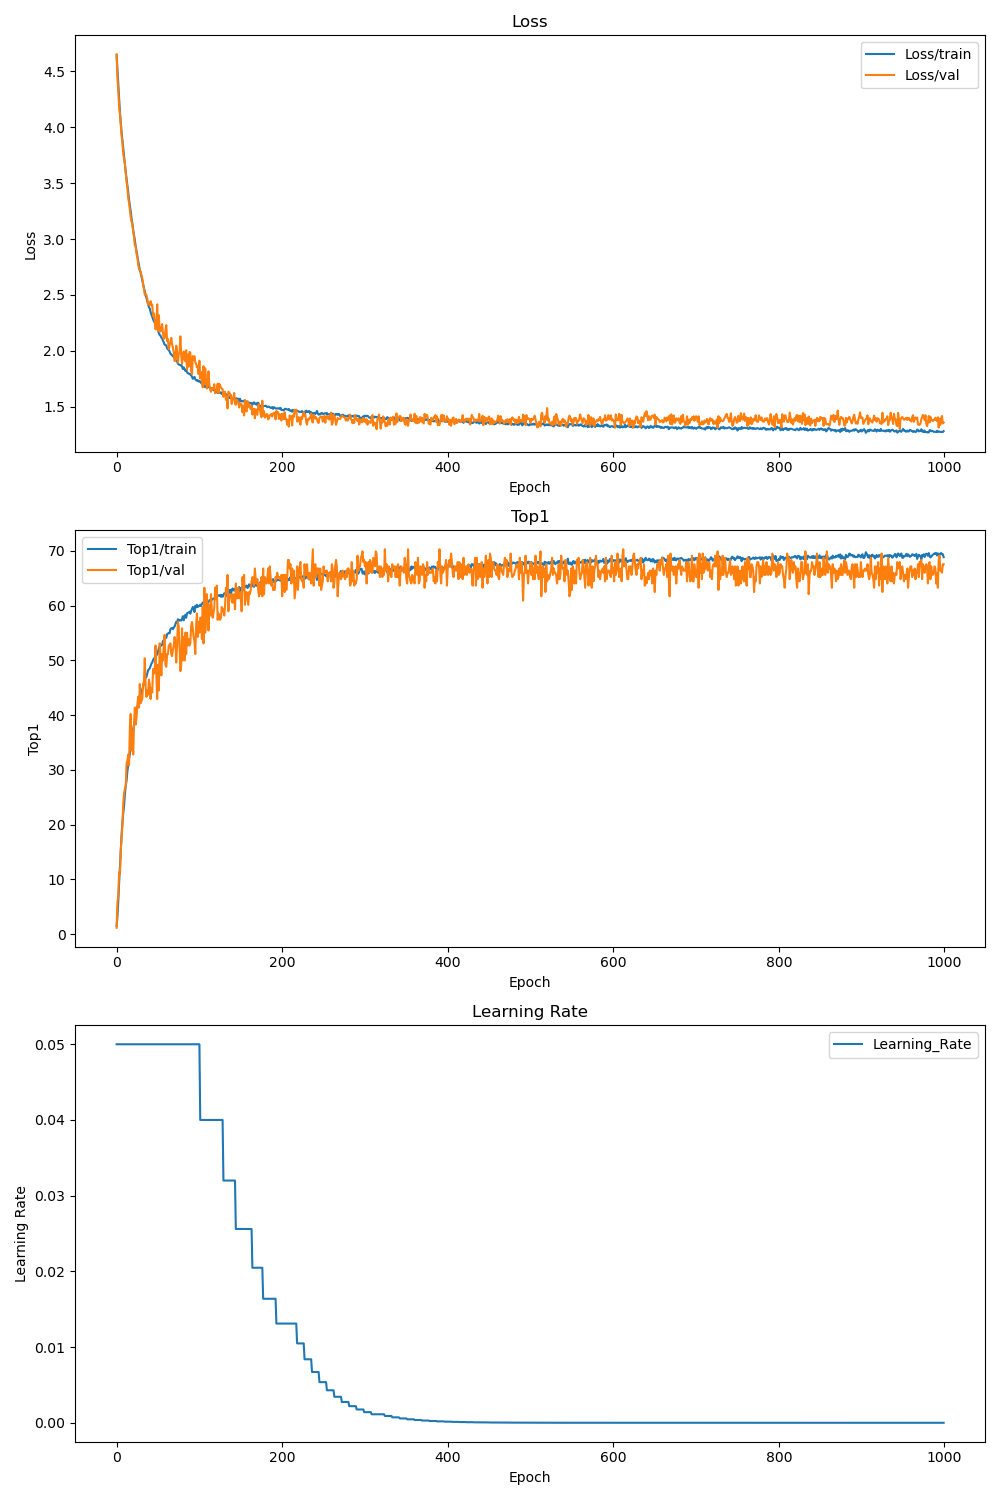 Loss
Loss/train
Loss/val
4.5
4.0
3.5
3.0
2.5
2.0
1.5
Loss
0 200 400 600 800 1000
Epoch
Top1
Top1/train
Top1/val
70
60
50
40
30
20
10
0
Top1
0 200 400 600 800 1000
Epoch
Learning Rate
Learning_Rate
0.05
0.04
0.03
0.02
0.01
0.00
Learning Rate
0 200 400 600 800 1000
Epoch